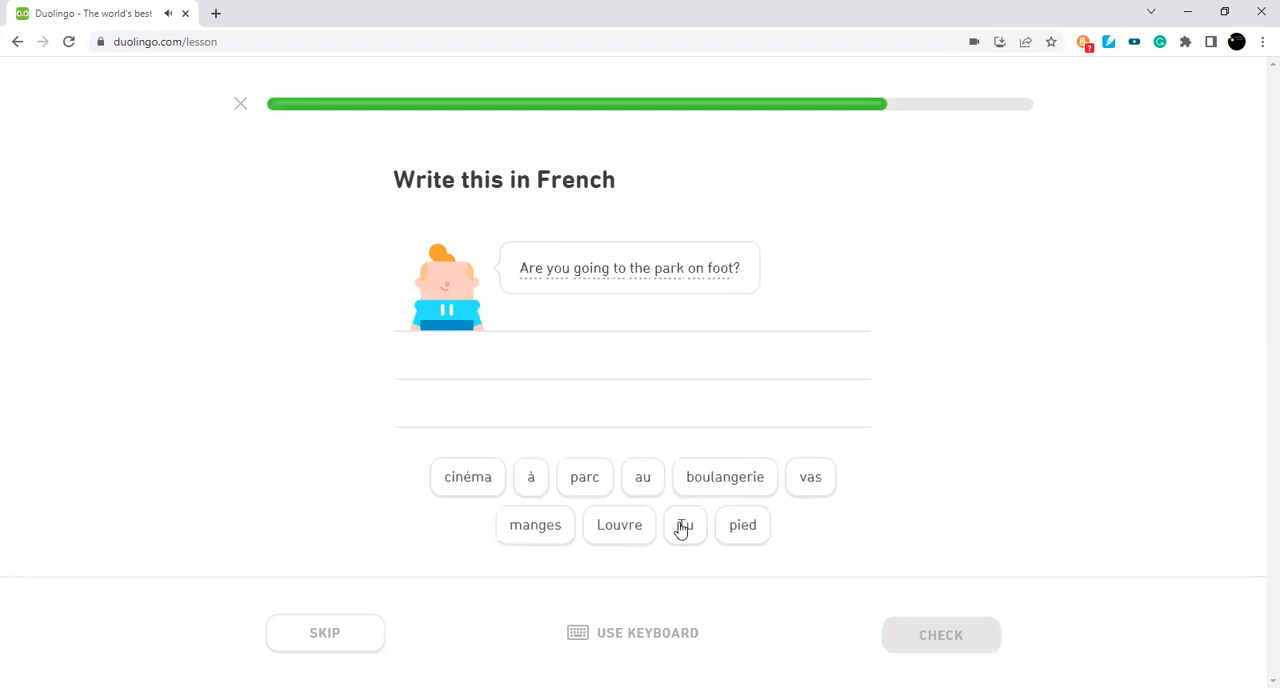 Duolingo - The world's best
duolingo.com/lesson
?
Write this in French
Are you going to the park on foot?
cinéma à parc au boulangerie vas
manges Louvre Tu pied
SKIP USE KEYBOARD CHECK